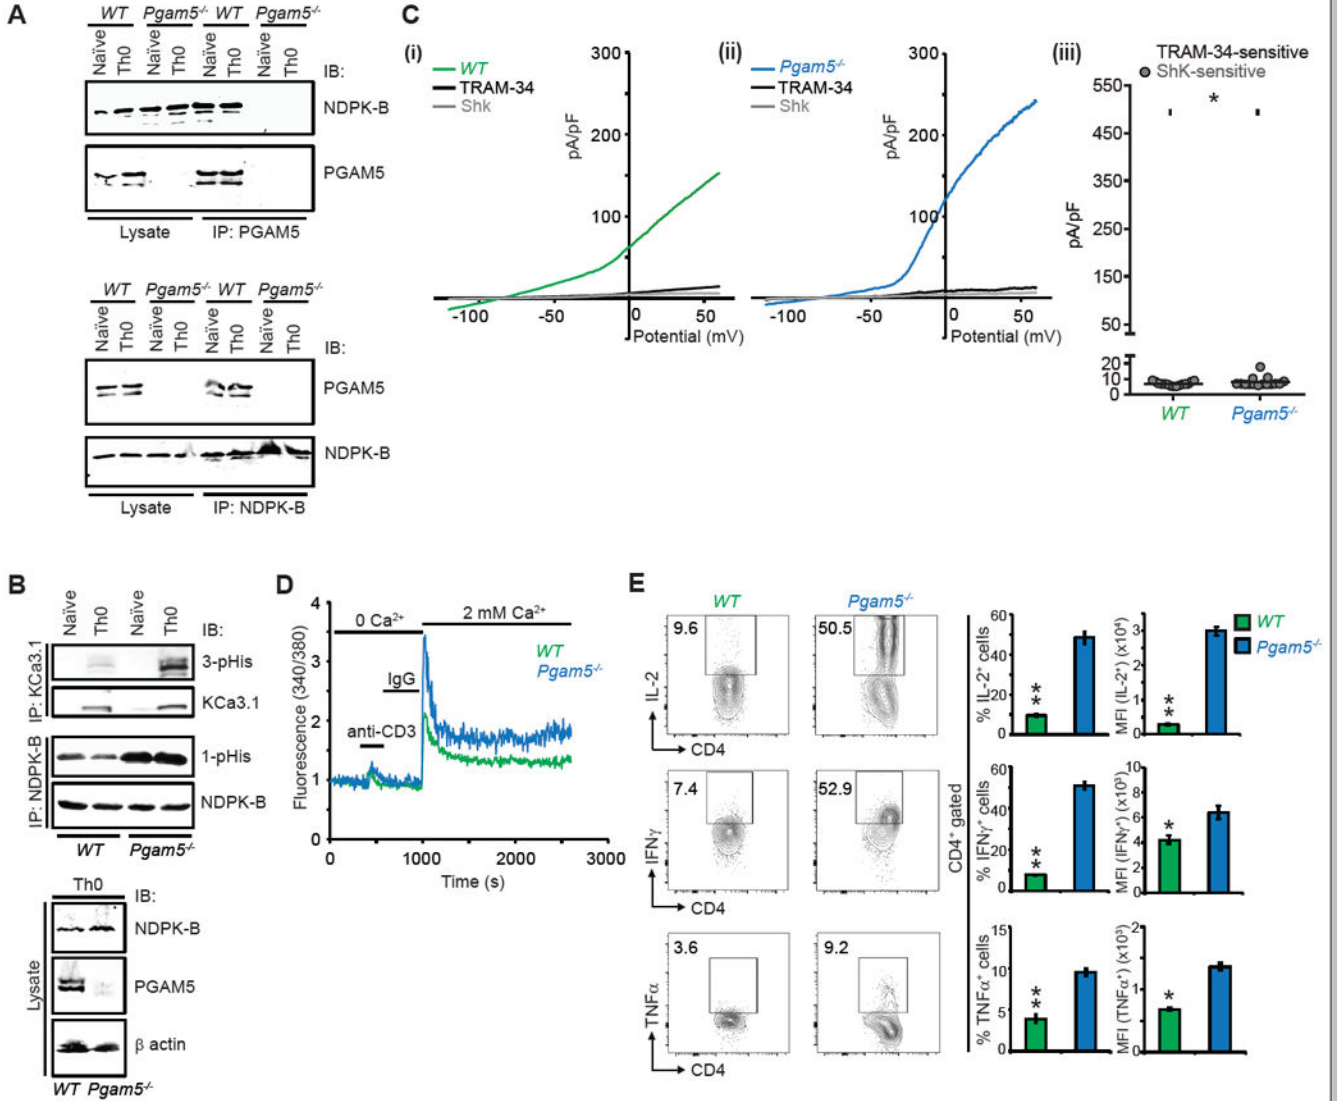 A
WT Pgam5-/- WT Pgam5-/-
Naïve Th0 Naïve Th0 Naïve Th0 Naïve Th0
IB:
NDPK-B
PGAM5
Lysate IP: PGAM5
WT Pgam5-/- WT Pgam5-/-
Naïve Th0 Naïve Th0 Naïve Th0 Naïve Th0
IB:
PGAM5
NDPK-B
Lysate IP: NDPK-B
B
Naïve Th0 Naïve Th0
IB:
IP: KCa3.1
3-pHis
KCa3.1
IP: NDPK-B
1-pHis
NDPK-B
WT Pgam5-/-
Th0
IB:
Lysate
NDPK-B
PGAM5
β actin
WT Pgam5-/-
C
(i)
WT
TRAM-34
Shk
pA/pF
300
200
100
-100 -50 0 50
Potential (mV)
(ii)
Pgam5-/-
TRAM-34
Shk
pA/pF
300
200
100
-100 -50 0 50
Potential (mV)
(iii)
TRAM-34-sensitive
ShK-sensitive
pA/pF
550
450
350
250
150
50
20
10
0
*
WT Pgam5-/-
D
Fluorescence (340/380)
4
3
2
1
0
0 Ca2+
2 mM Ca2+
WT
Pgam5-/-
IgG
anti-CD3
0 1000 2000 3000
Time (s)
E
WT Pgam5-/-
9.6 50.5
IL-2
CD4
7.4 52.9
IFNγ
CD4
3.6 9.2
TNFα
CD4
CD4+ gated
% IL-2+ cells
60
40
20
0
**
MFI (IL-2+) (x10⁴)
3
2
1
0
**
WT
Pgam5-/-
% IFNγ+ cells
60
40
20
0
**
MFI (IFNγ+) (x10³)
10
8
6
4
2
0
*
% TNFα+ cells
15
10
5
0
**
MFI (TNFα+) (x10³)
2
1
0
*